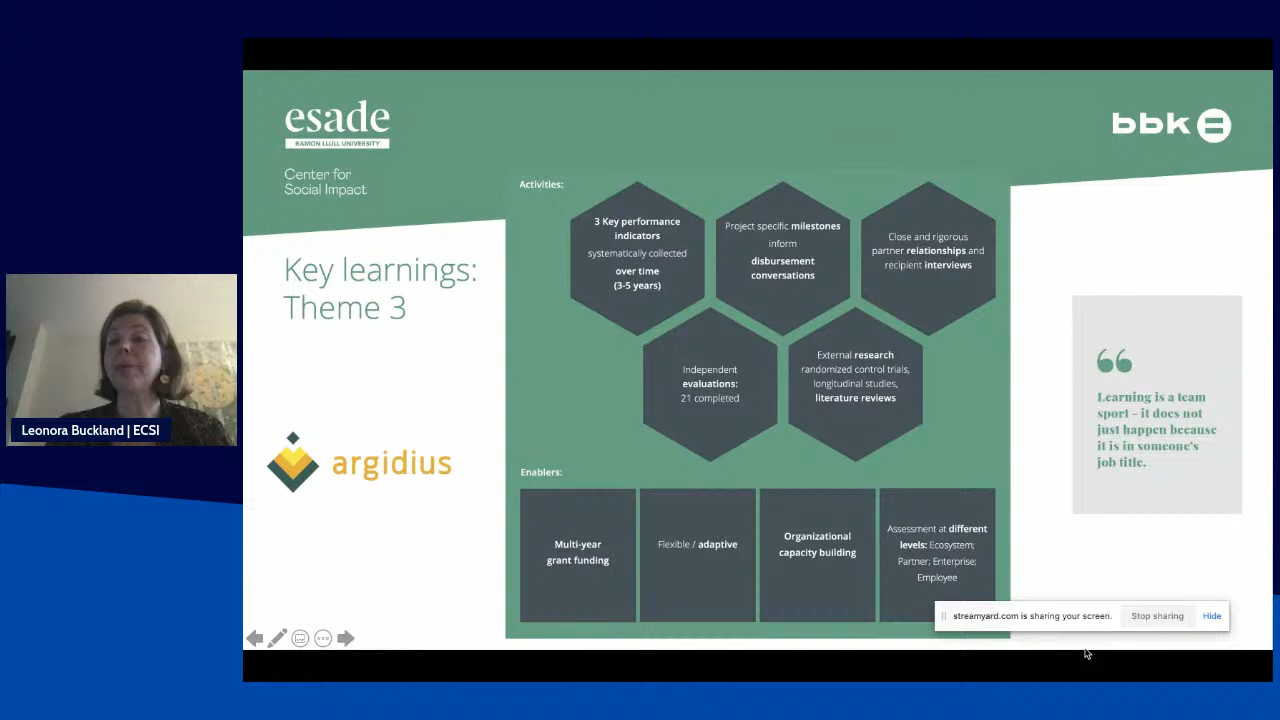 esade
RAMON LLULL UNIVERSITY
Center for
Social Impact
bbk
Key learnings:
Theme 3
argidius
Activities:
3 Key performance
indicators
systematically collected
over time
(3-5 years)
Project specific milestones
inform
disbursement
conversations
Close and rigorous
partner relationships and
recipient interviews
Independent
evaluations:
21 completed
External research
randomized control trials,
longitudinal studies,
literature reviews
Enablers:
Multi-year
grant funding
Flexible / adaptive
Organizational
capacity building
Assessment at different
levels: Ecosystem;
Partner; Enterprise;
Employee
Learning is a team
sport - it does not
just happen because
it is in someone's
job title.
Leonora Buckland | ECSI
streamyard.com is sharing your screen.
Stop sharing
Hide